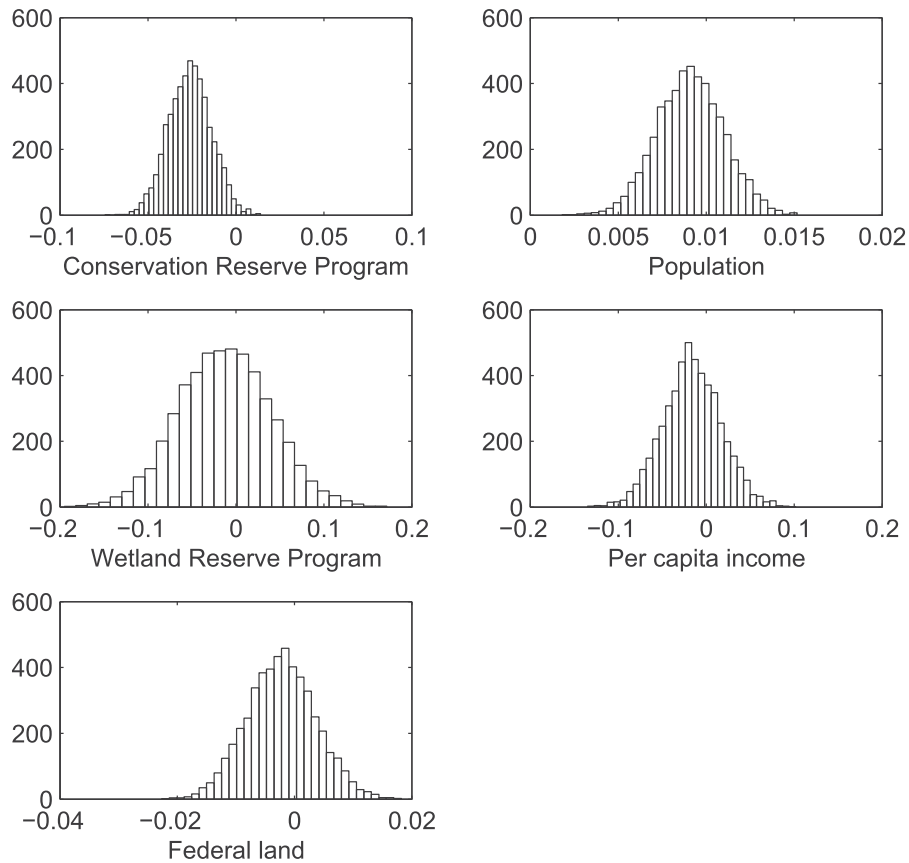 600
400
200
0
−0.1 −0.05 0 0.05 0.1
Conservation Reserve Program
600
400
200
0
0 0.005 0.01 0.015 0.02
Population
600
400
200
0
−0.2 −0.1 0 0.1 0.2
Wetland Reserve Program
600
400
200
0
−0.2 −0.1 0 0.1 0.2
Per capita income
600
400
200
0
−0.04 −0.02 0 0.02
Federal land